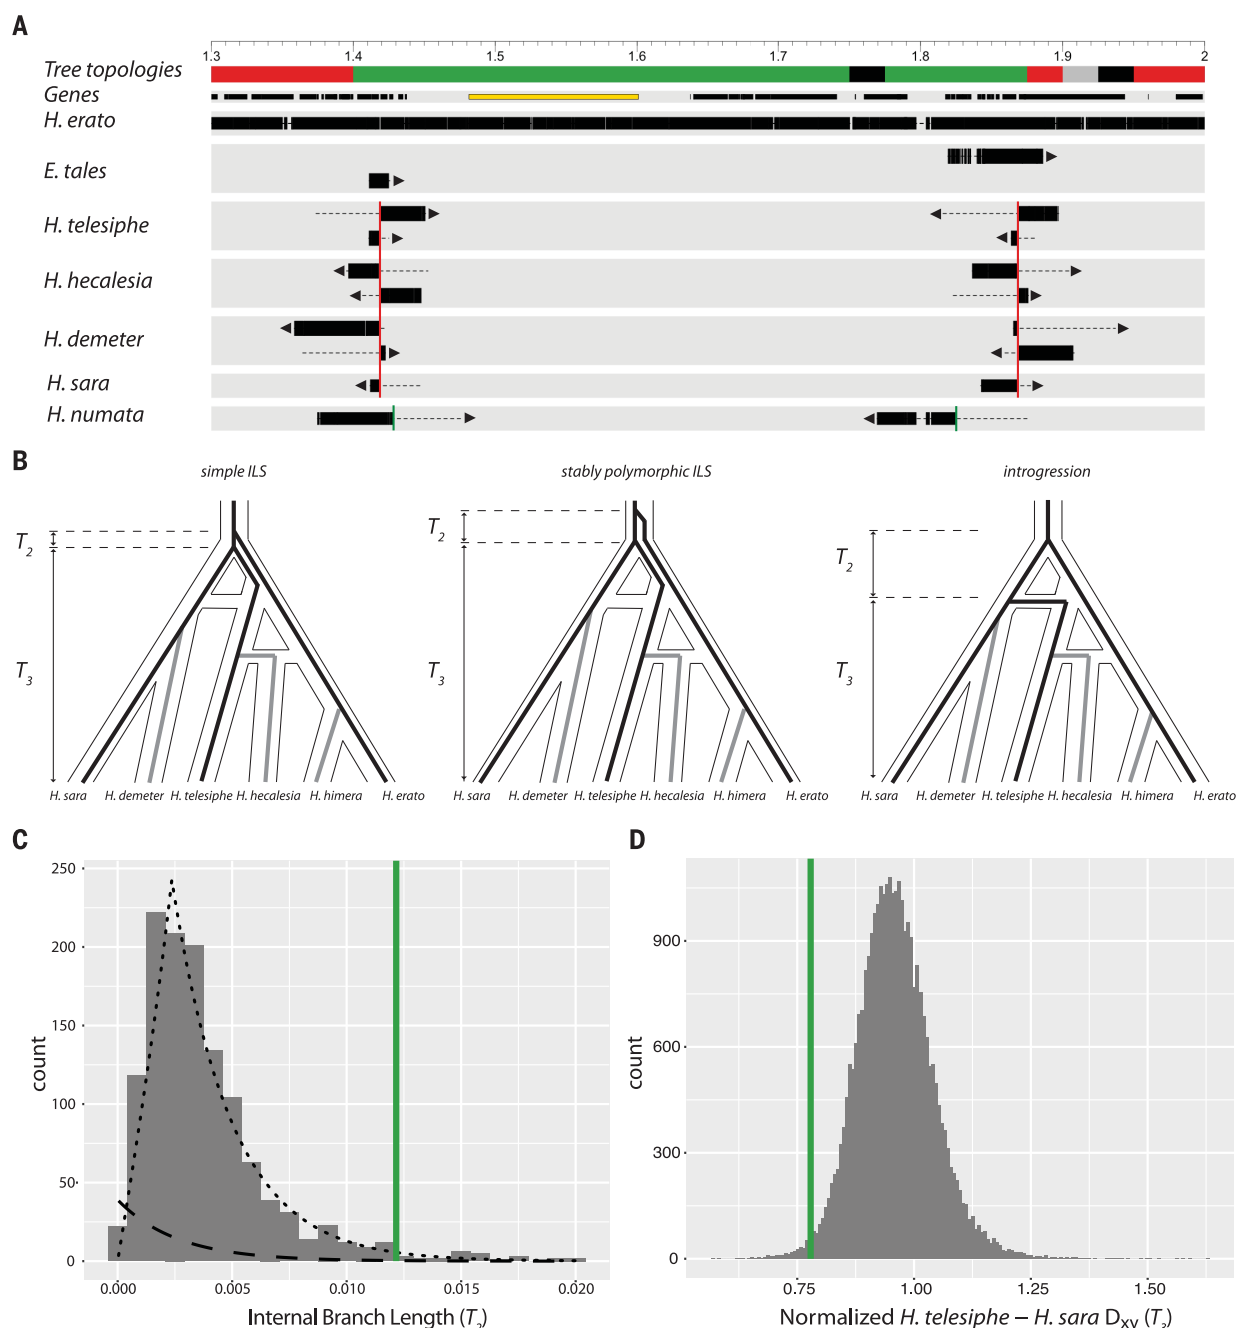 A
1.3 1.4 1.5 1.6 1.7 1.8 1.9 2
Tree topologies
Genes
H. erato
E. tales
H. telesiphe
H. hecalesia
H. demeter
H. sara
H. numata
B
simple ILS
stably polymorphic ILS
introgression
T2
T3
H. sara H. demeter H. telesiphe H. hecalesia H. himera H. erato
T2
T3
H. sara H. demeter H. telesiphe H. hecalesia H. himera H. erato
T2
T3
H. sara H. demeter H. telesiphe H. hecalesia H. himera H. erato
C
250
200
150
100
50
0
count
0.000 0.005 0.010 0.015 0.020
Internal Branch Length (T2)
D
900
600
300
0
count
0.75 1.00 1.25 1.50
Normalized H. telesiphe – H. sara DXY (T3)